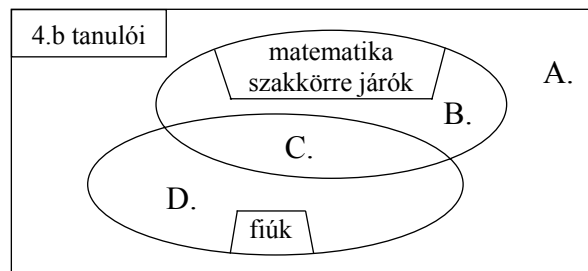 4.b tanulói
matematika
szakkörre járók
A.
B.
C.
D.
fiúk